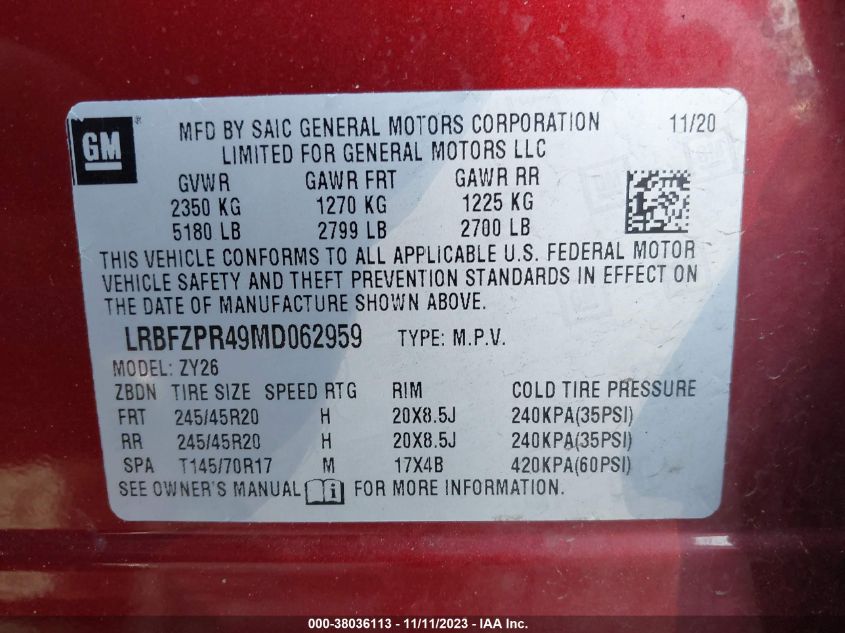 GM ®
MFD BY SAIC GENERAL MOTORS CORPORATION 11/20
LIMITED FOR GENERAL MOTORS LLC
GVWR GAWR FRT GAWR RR
2350 KG 1270 KG 1225 KG
5180 LB 2799 LB 2700 LB
THIS VEHICLE CONFORMS TO ALL APPLICABLE U.S. FEDERAL MOTOR
VEHICLE SAFETY AND THEFT PREVENTION STANDARDS IN EFFECT ON
THE DATE OF MANUFACTURE SHOWN ABOVE.
LRBFZPR49MD062959 TYPE: M.P.V.
MODEL: ZY26
ZBDN TIRE SIZE SPEED RTG RIM COLD TIRE PRESSURE
FRT 245/45R20 H 20X8.5J 240KPA(35PSI)
RR 245/45R20 H 20X8.5J 240KPA(35PSI)
SPA T145/70R17 M 17X4B 420KPA(60PSI)
SEE OWNER'S MANUAL FOR MORE INFORMATION.
000-38036113 - 11/11/2023 - IAA Inc.